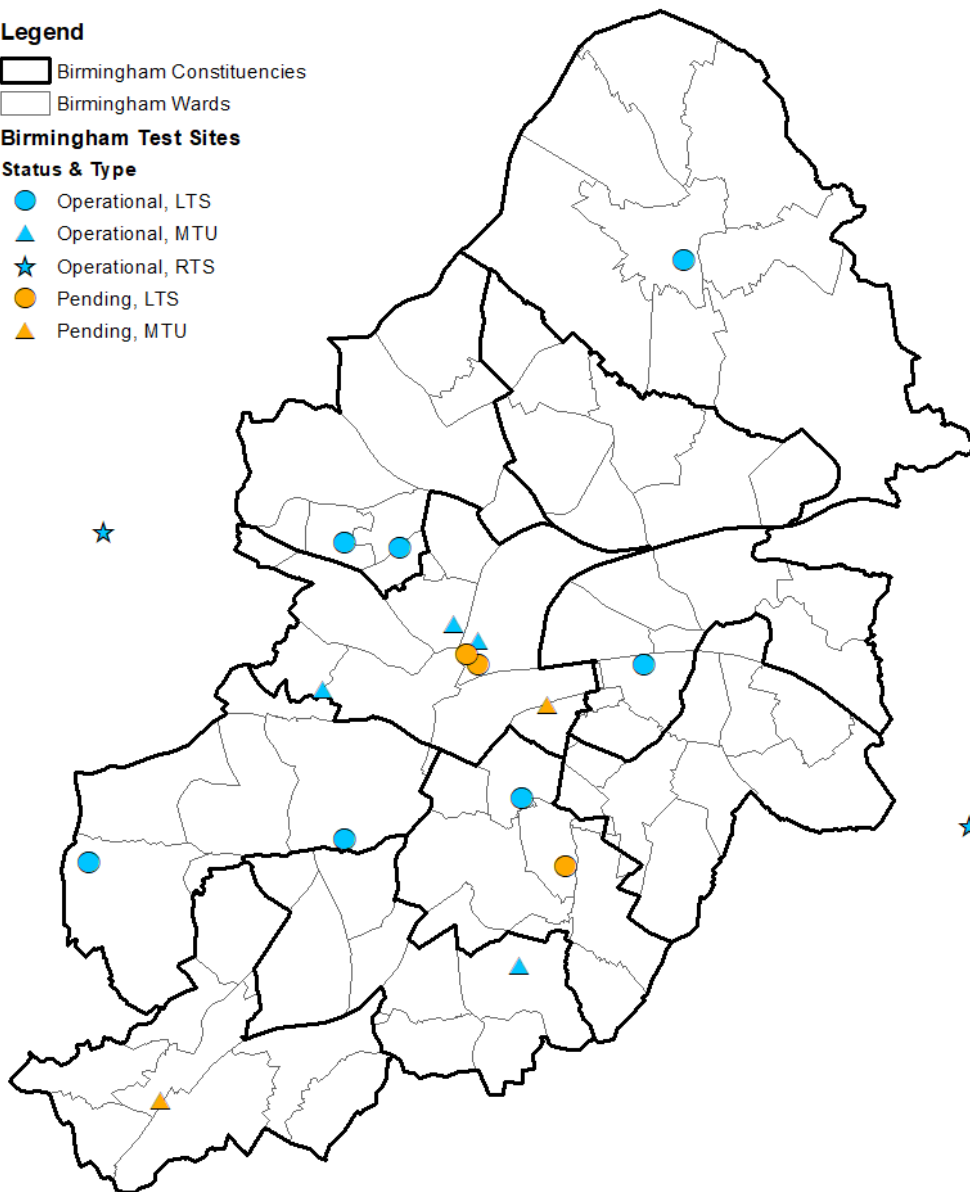 Legend
Birmingham Constituencies
Birmingham Wards
Birmingham Test Sites
Status & Type
Operational, LTS
Operational, MTU
Operational, RTS
Pending, LTS
Pending, MTU